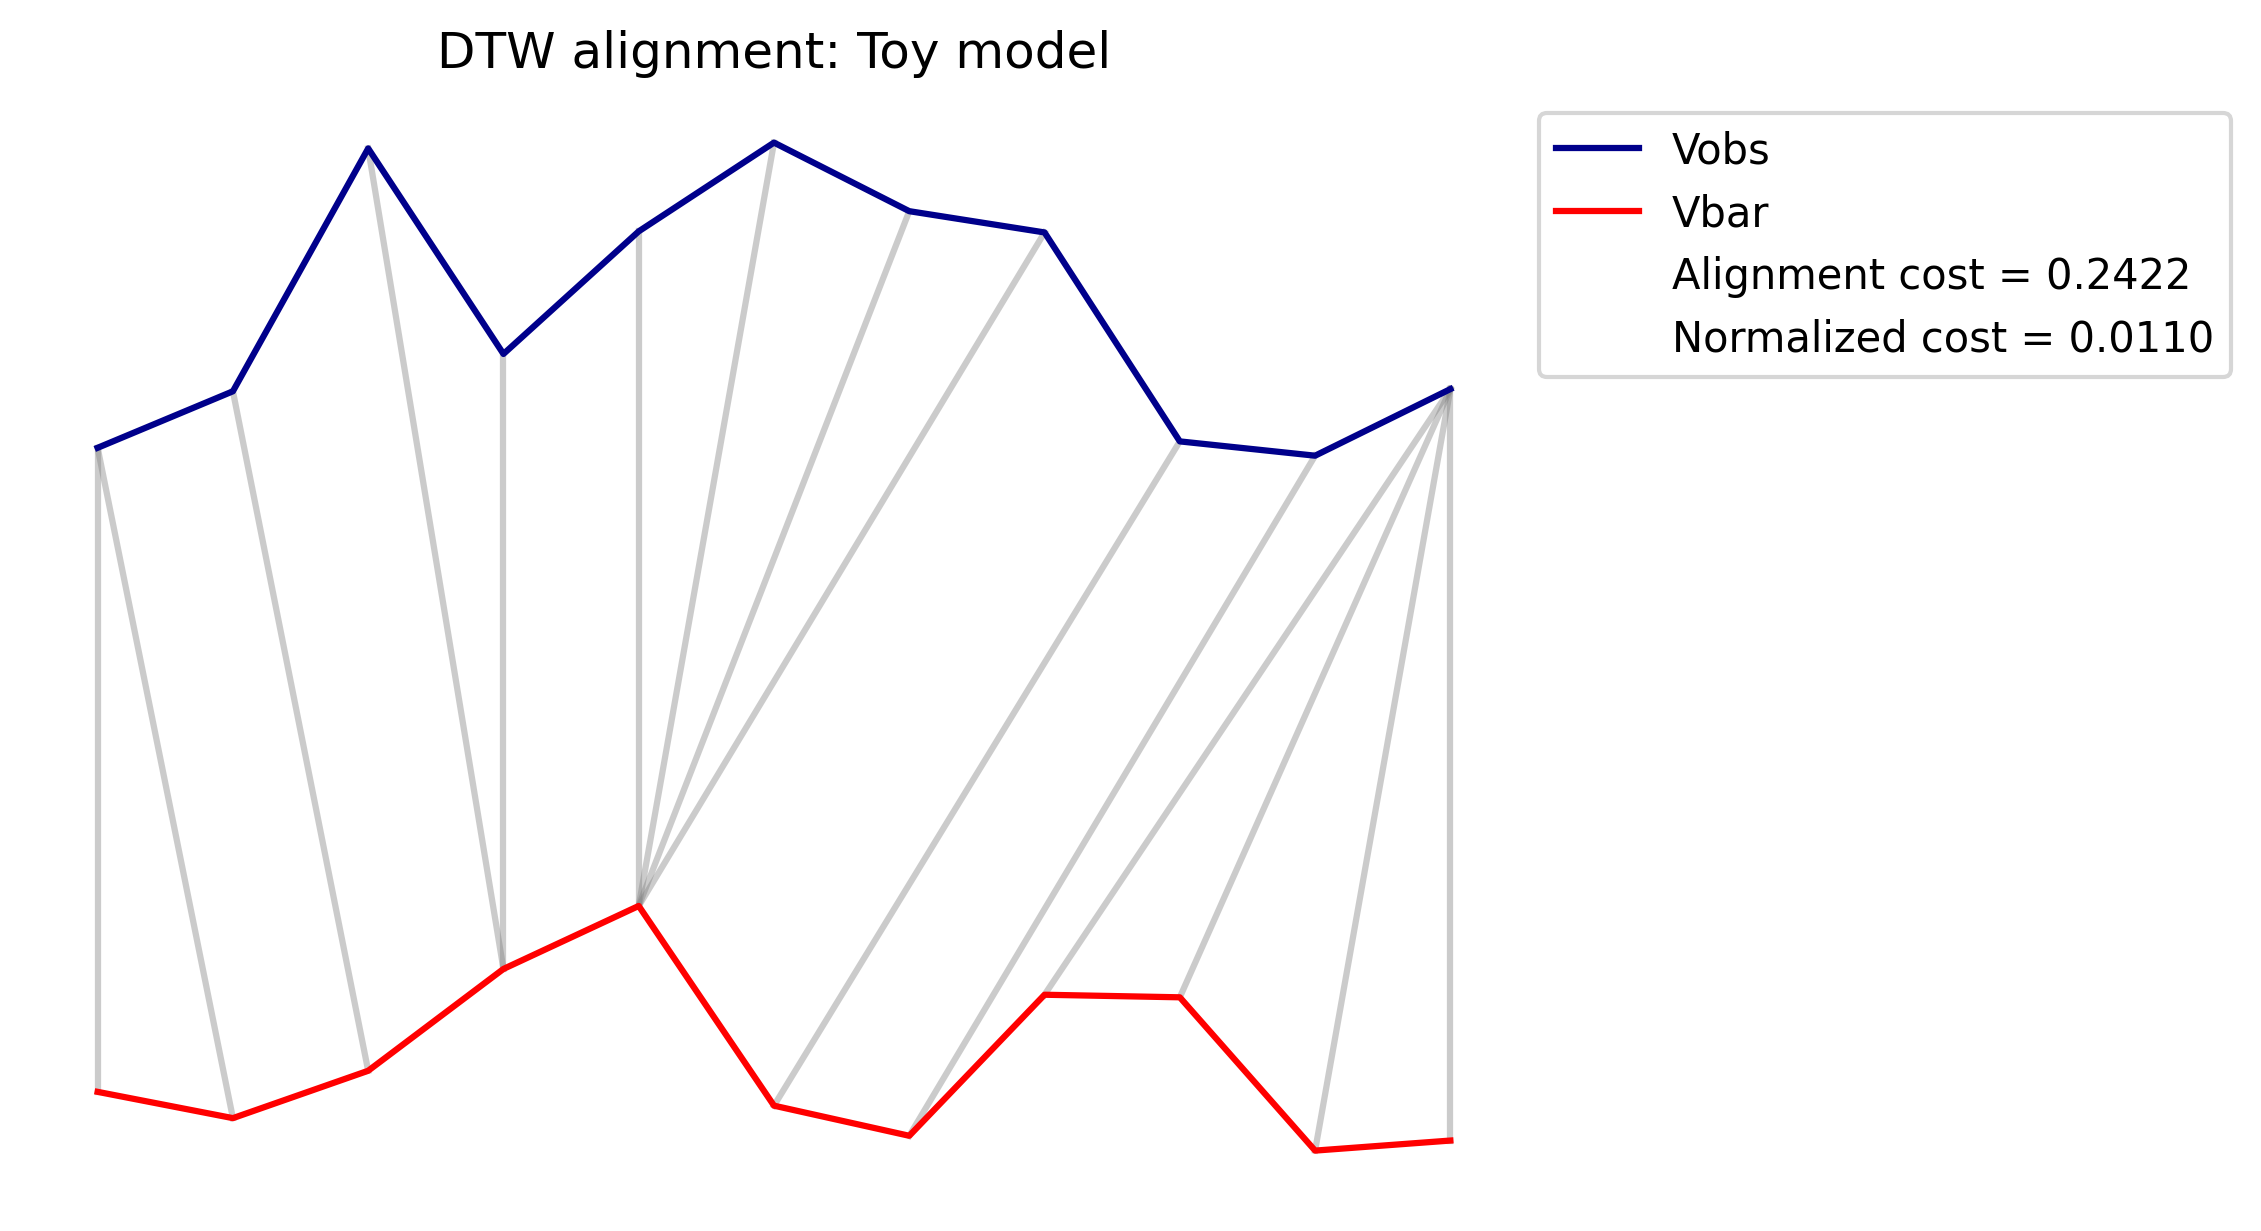 DTW alignment: Toy model
Vobs
Vbar
Alignment cost = 0.2422
Normalized cost = 0.0110